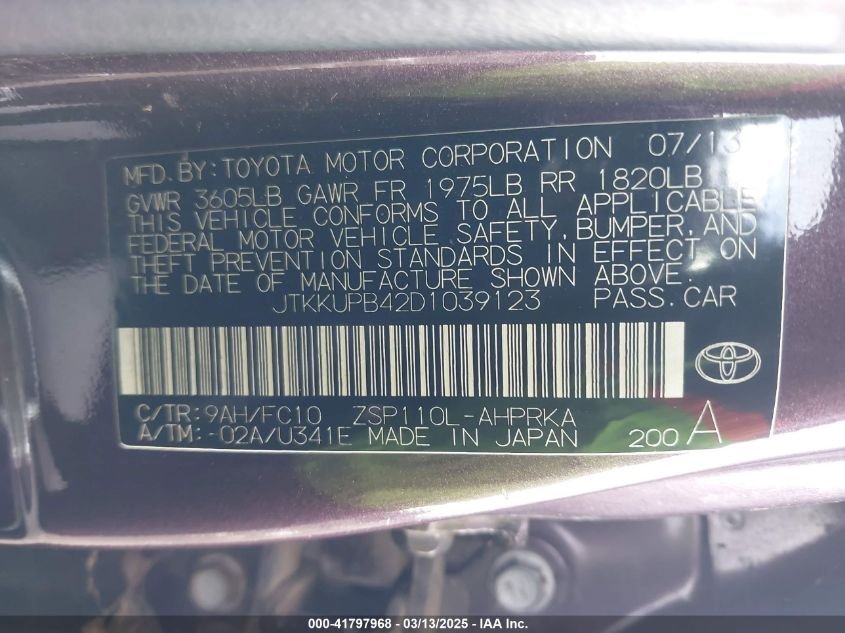 MFD. BY: TOYOTA MOTOR CORPORATION 07/13
GVWR 3605LB GAWR FR 1975LB RR 1820LB
THIS VEHICLE CONFORMS TO ALL APPLICABLE
FEDERAL MOTOR VEHICLE SAFETY, BUMPER, AND
THEFT PREVENTION STANDARDS IN EFFECT ON
THE DATE OF MANUFACTURE SHOWN ABOVE.
JTKKUPB42D1039123 PASS. CAR
C/TR: 9AH/FC10 ZSP110L-AHPRKA
A/TM: -02A/U341E MADE IN JAPAN 200 A
000-41797968 | 03/13/2025 - IAA Inc.